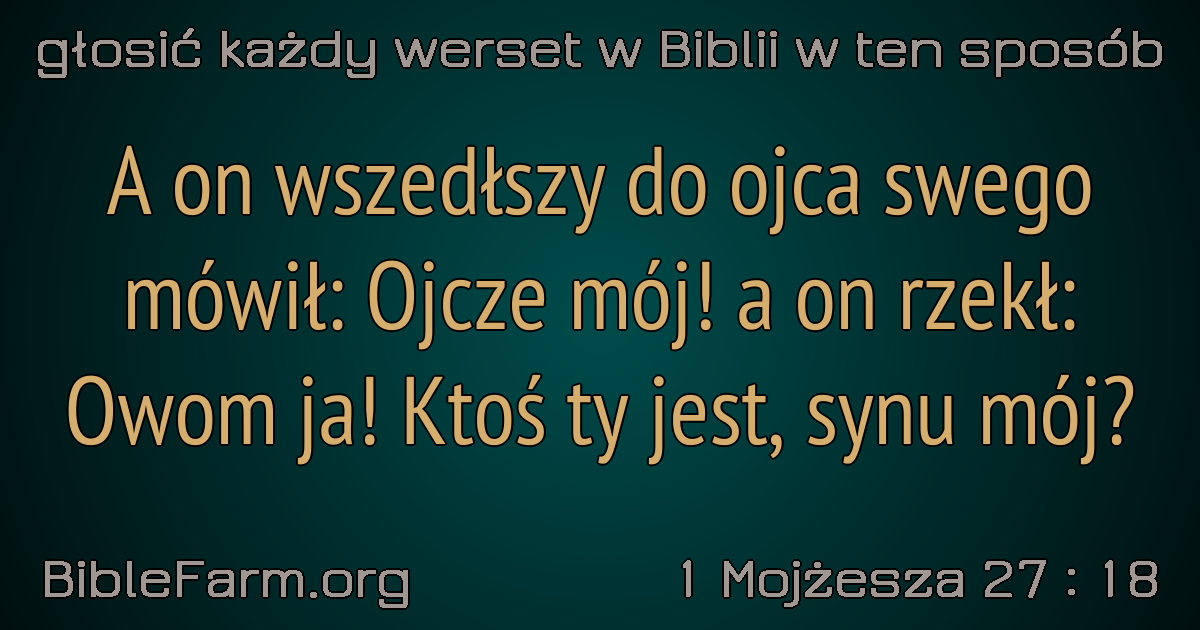 głosić każdy werset w Biblii w ten sposób
A on wszedłszy do ojca swego
mówił: Ojcze mój! a on rzekł:
Owom ja! Ktoś ty jest, synu mój?
BibleFarm.org
1 Mojżesza 27 : 18